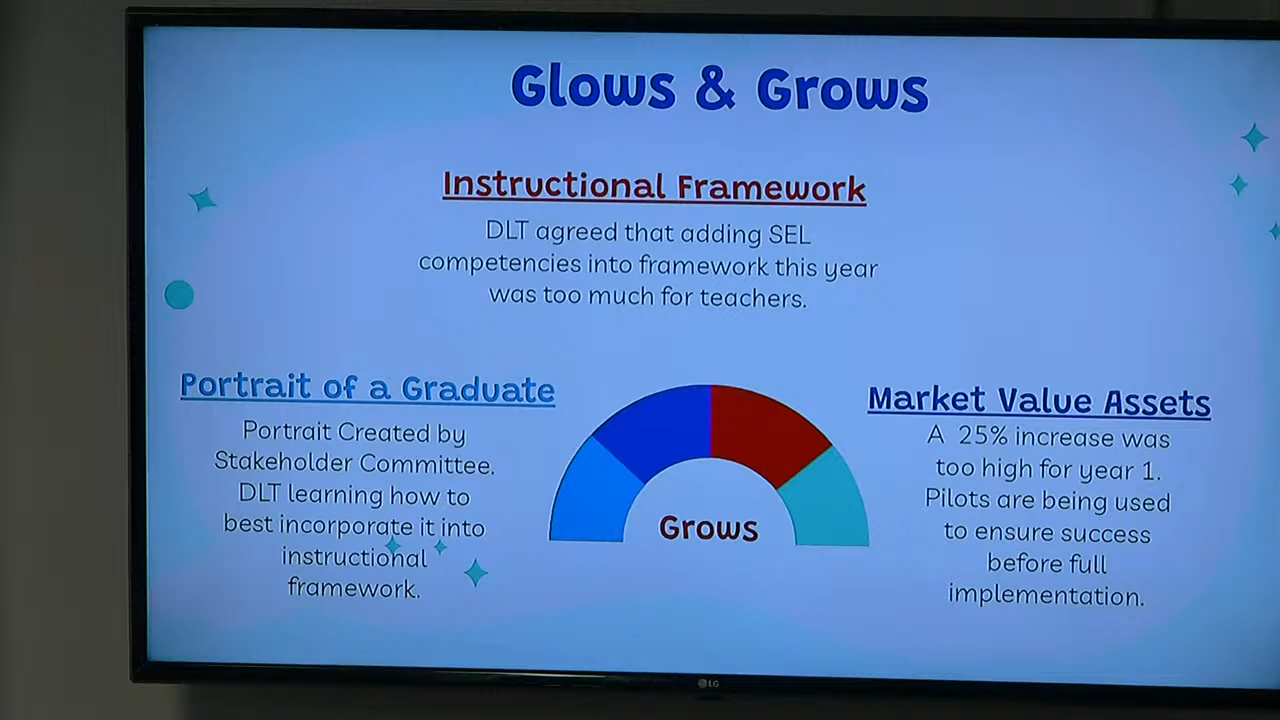 Glows & Grows
Instructional Framework
DLT agreed that adding SEL
competencies into framework this year
was too much for teachers.
Portrait of a Graduate
Portrait Created by
Stakeholder Committee.
DLT learning how to
best incorporate it into
instructional
framework.
Grows
Market Value Assets
A 25% increase was
too high for year 1.
Pilots are being used
to ensure success
before full
implementation.
LG